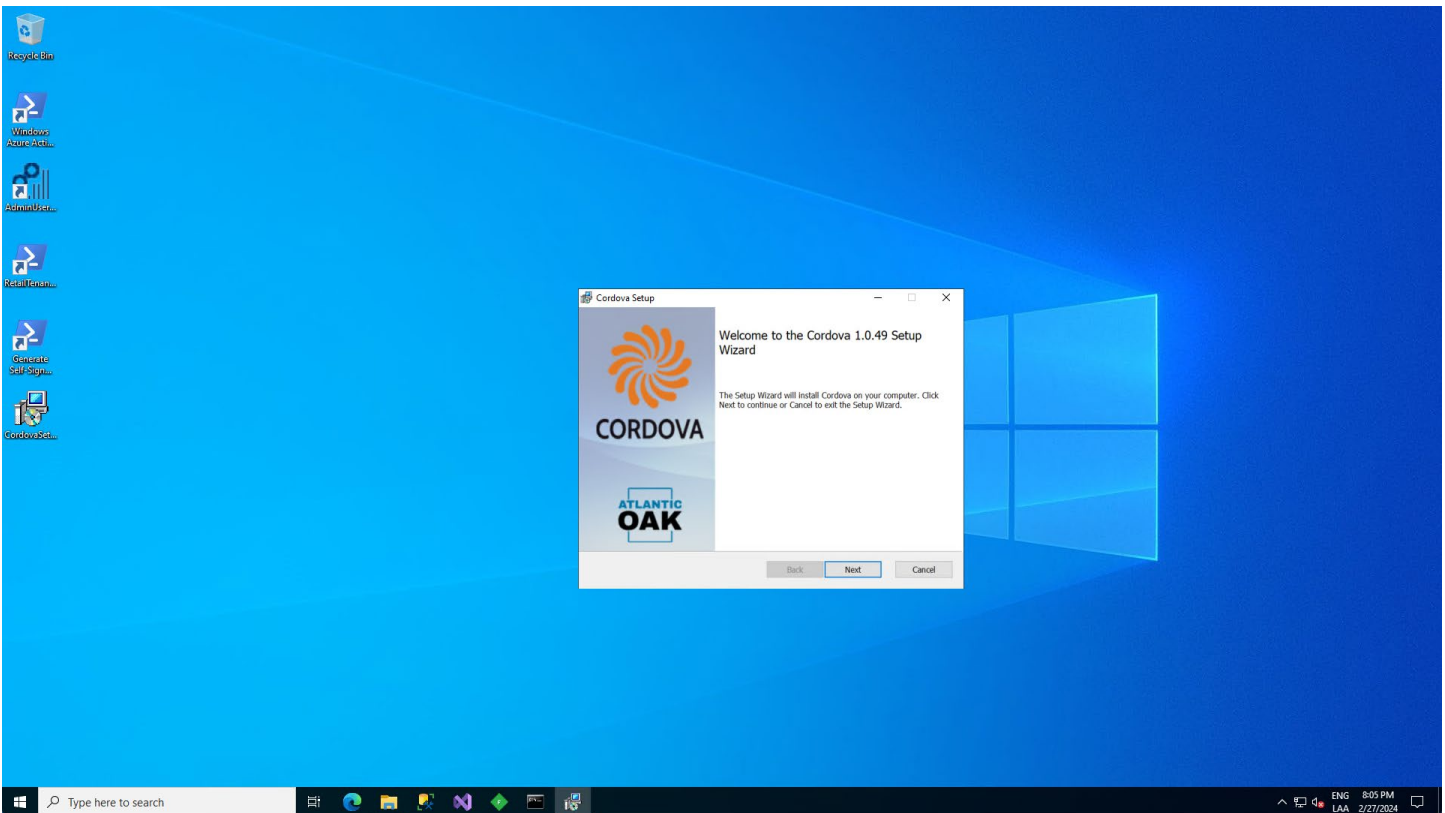 Recycle Bin
Windows
Azure Acti...
AdminUser...
RetailTenan...
Generate
Self-Sign...
CordovaSet...
Cordova Setup
CORDOVA
ATLANTIC
OAK
Welcome to the Cordova 1.0.49 Setup
Wizard
The Setup Wizard will install Cordova on your computer. Click
Next to continue or Cancel to exit the Setup Wizard.
Back
Next
Cancel
Type here to search
ENG
LAA
8:05 PM
2/27/2024